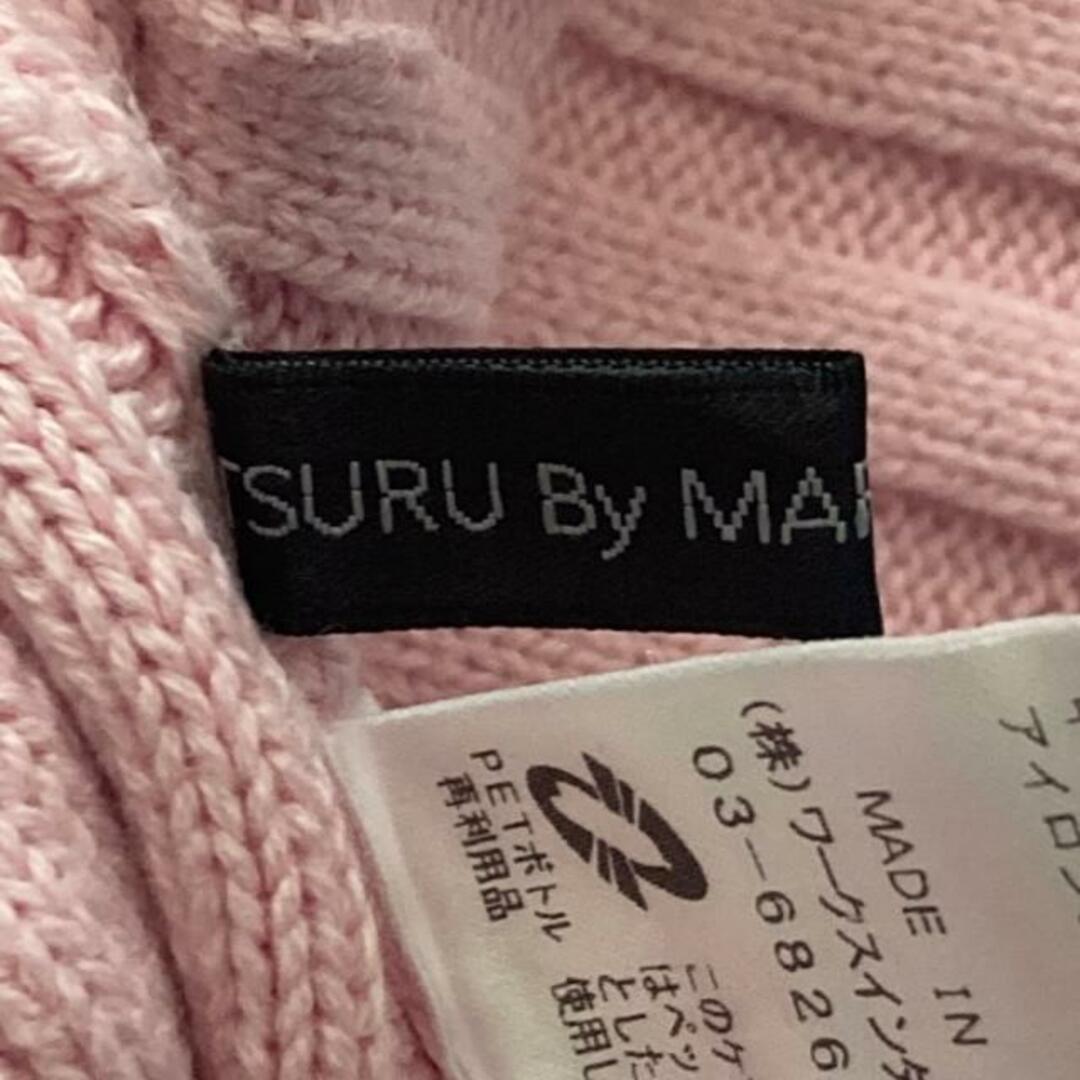 TSURU By MAR
PETボトル
再利用品
このケ
はペッ
とした
使用し
(株)ワークスインタ
03-6826
MADE IN
アイロン